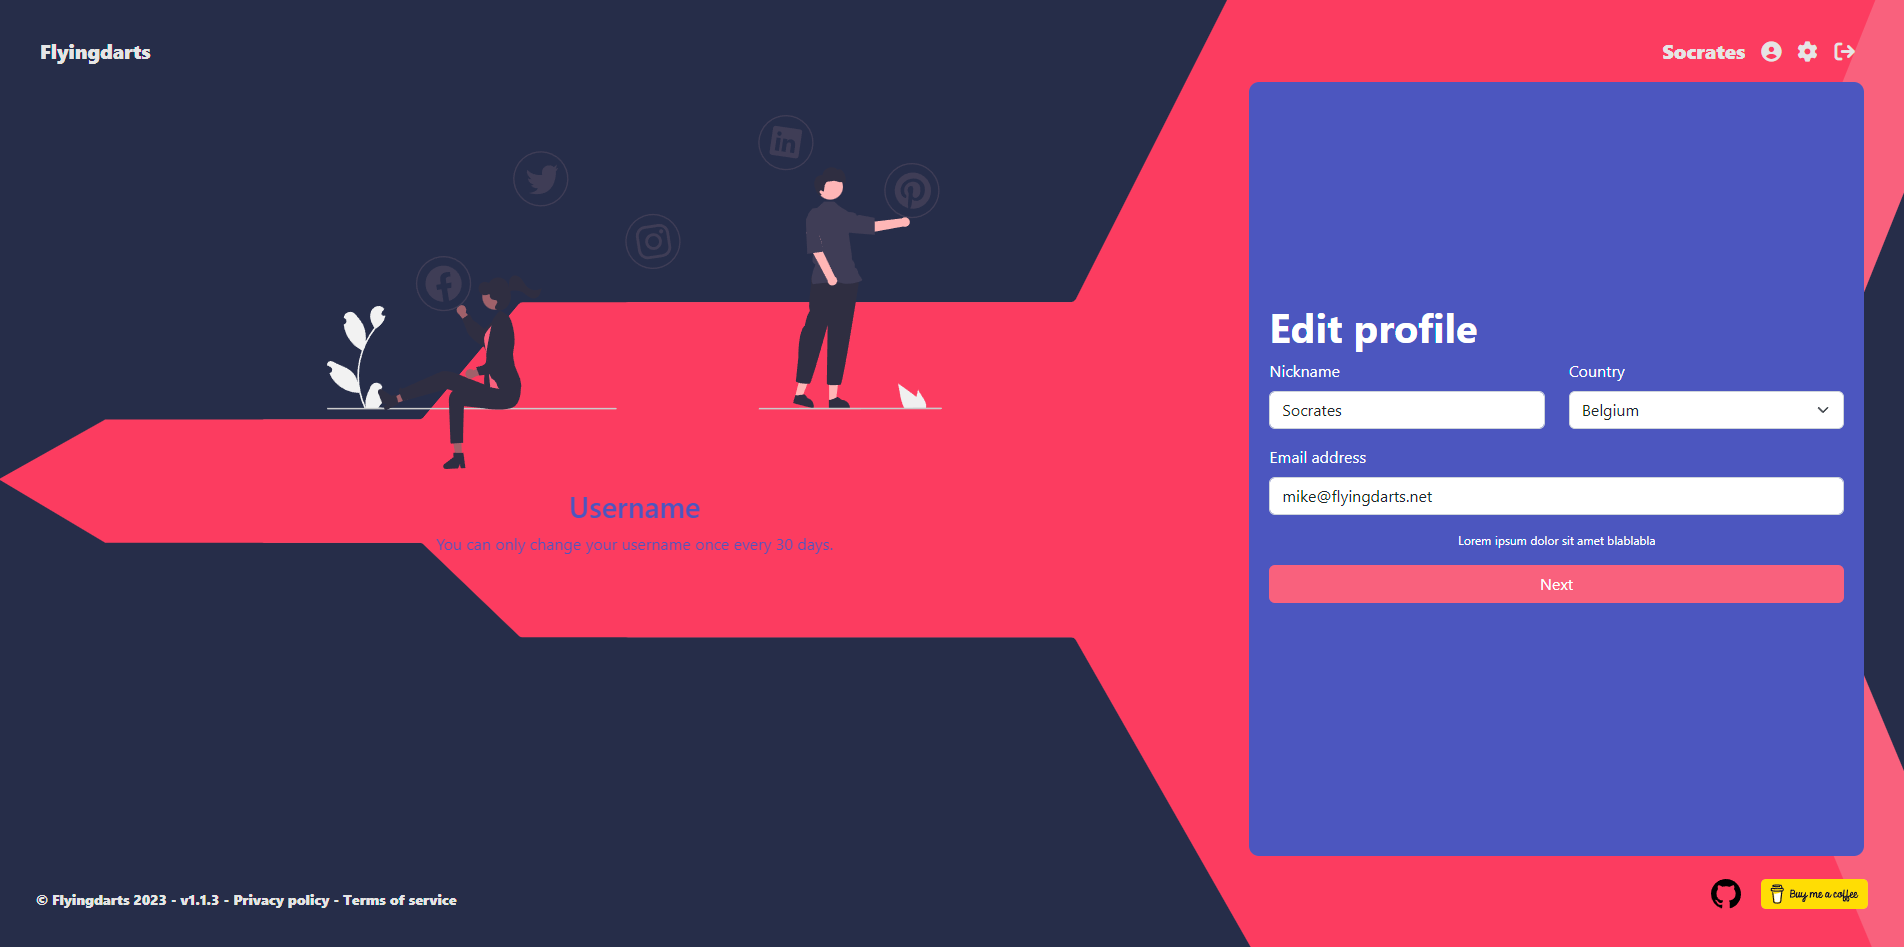 Flyingdarts
Socrates
in
Edit profile
Nickname
Country
Socrates
Belgium
Email address
mike@flyingdarts.net
Username
You can only change your username once every 30 days.
Lorem ipsum dolor sit amet blablabla
Next
© Flyingdarts 2023 - v1.1.3 - Privacy policy - Terms of service
Buy me a coffee